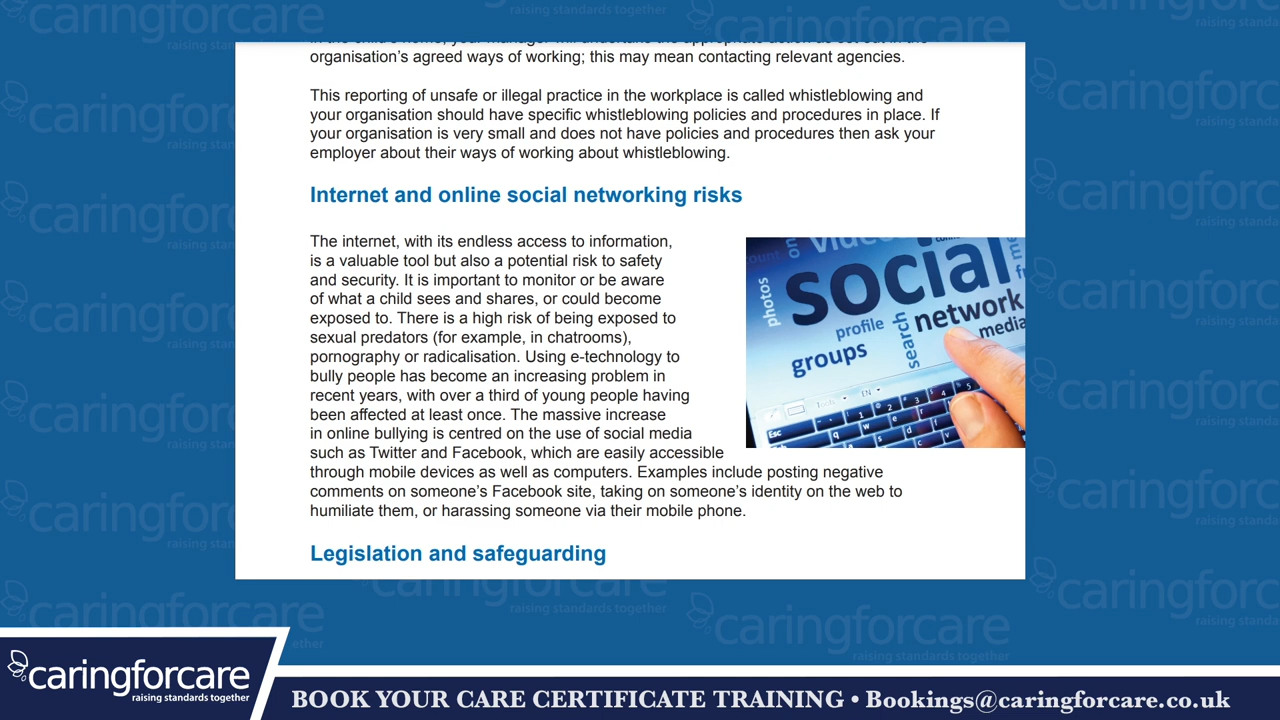 organisation’s agreed ways of working; this may mean contacting relevant agencies.
This reporting of unsafe or illegal practice in the workplace is called whistleblowing and
your organisation should have specific whistleblowing policies and procedures in place. If
your organisation is very small and does not have policies and procedures then ask your
employer about their ways of working about whistleblowing.
Internet and online social networking risks
The internet, with its endless access to information,
is a valuable tool but also a potential risk to safety
and security. It is important to monitor or be aware
of what a child sees and shares, or could become
exposed to. There is a high risk of being exposed to
sexual predators (for example, in chatrooms),
pornography or radicalisation. Using e-technology to
bully people has become an increasing problem in
recent years, with over a third of young people having
been affected at least once. The massive increase
in online bullying is centred on the use of social media
such as Twitter and Facebook, which are easily accessible
through mobile devices as well as computers. Examples include posting negative
comments on someone’s Facebook site, taking on someone’s identity on the web to
humiliate them, or harassing someone via their mobile phone.
social
network
media
photos
profile
groups
search
Legislation and safeguarding
caringforcare
raising standards together
BOOK YOUR CARE CERTIFICATE TRAINING • Bookings@caringforcare.co.uk